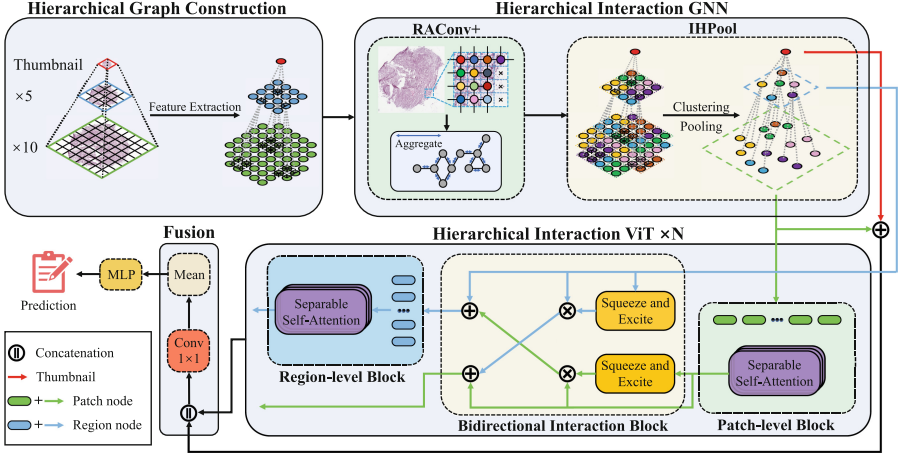 Hierarchical Graph Construction
Thumbnail
×5
×10
Feature Extraction
Hierarchical Interaction GNN
RAConv+
Aggregate
IHPool
Clustering
Pooling
Hierarchical Interaction ViT ×N
Fusion
Prediction
MLP
Mean
Conv
1×1
Separable
Self-Attention
Region-level Block
Squeeze and
Excite
Squeeze and
Excite
Bidirectional Interaction Block
Separable
Self-Attention
Patch-level Block
Concatenation
Thumbnail
+ Patch node
+ Region node